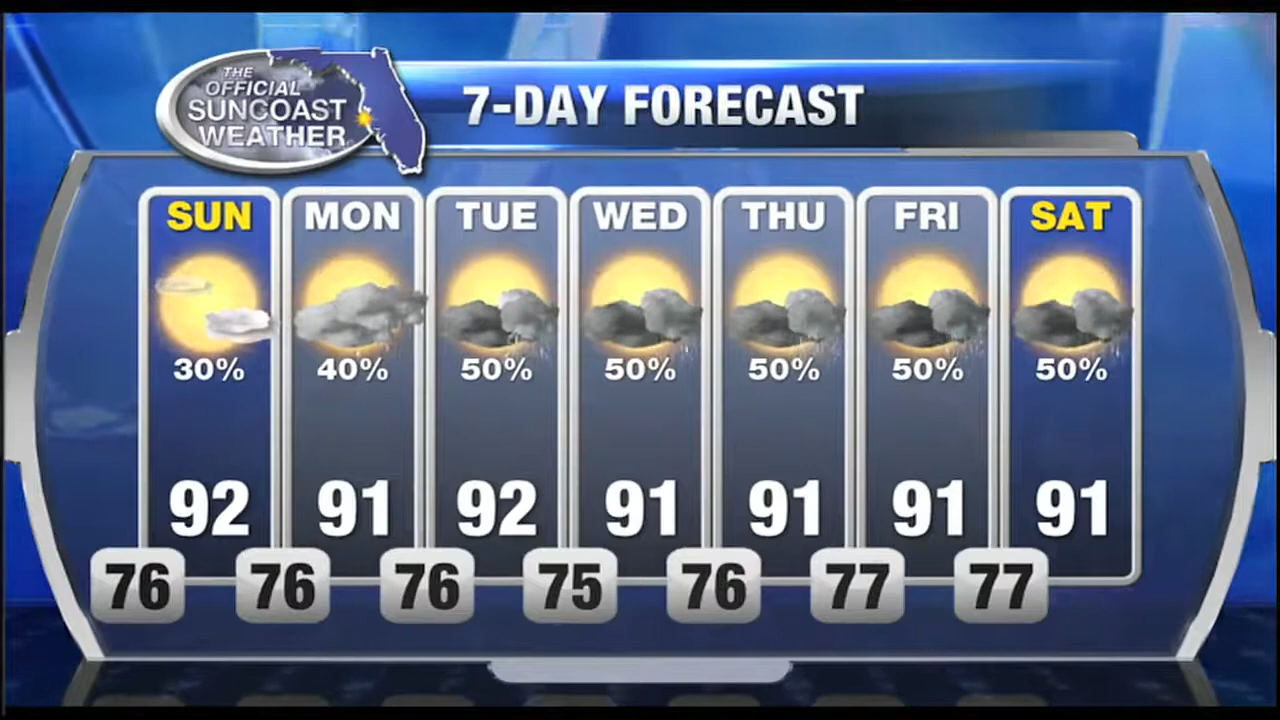 THE
OFFICIAL
SUNCOAST
WEATHER
7-DAY FORECAST
SUN MON TUE WED THU FRI SAT
30% 40% 50% 50% 50% 50% 50%
92 91 92 91 91 91 91
76 76 76 75 76 77 77